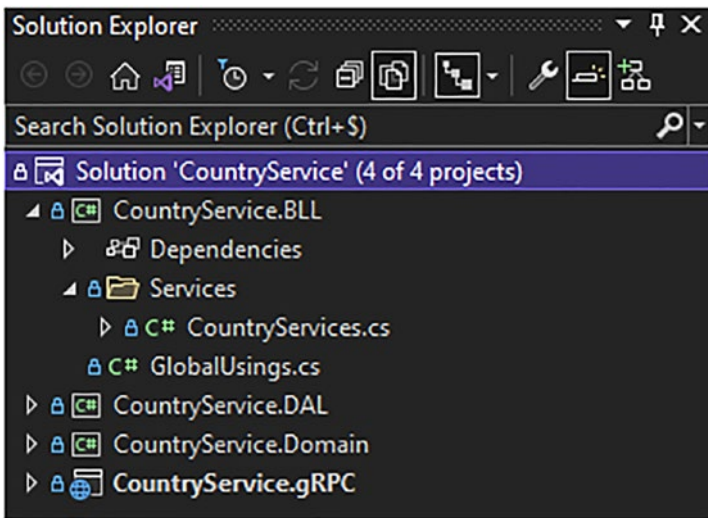 Solution Explorer
Search Solution Explorer (Ctrl+$)
Solution 'CountryService' (4 of 4 projects)
C# CountryService.BLL
Dependencies
Services
C# CountryServices.cs
C# GlobalUsings.cs
C# CountryService.DAL
C# CountryService.Domain
CountryService.gRPC